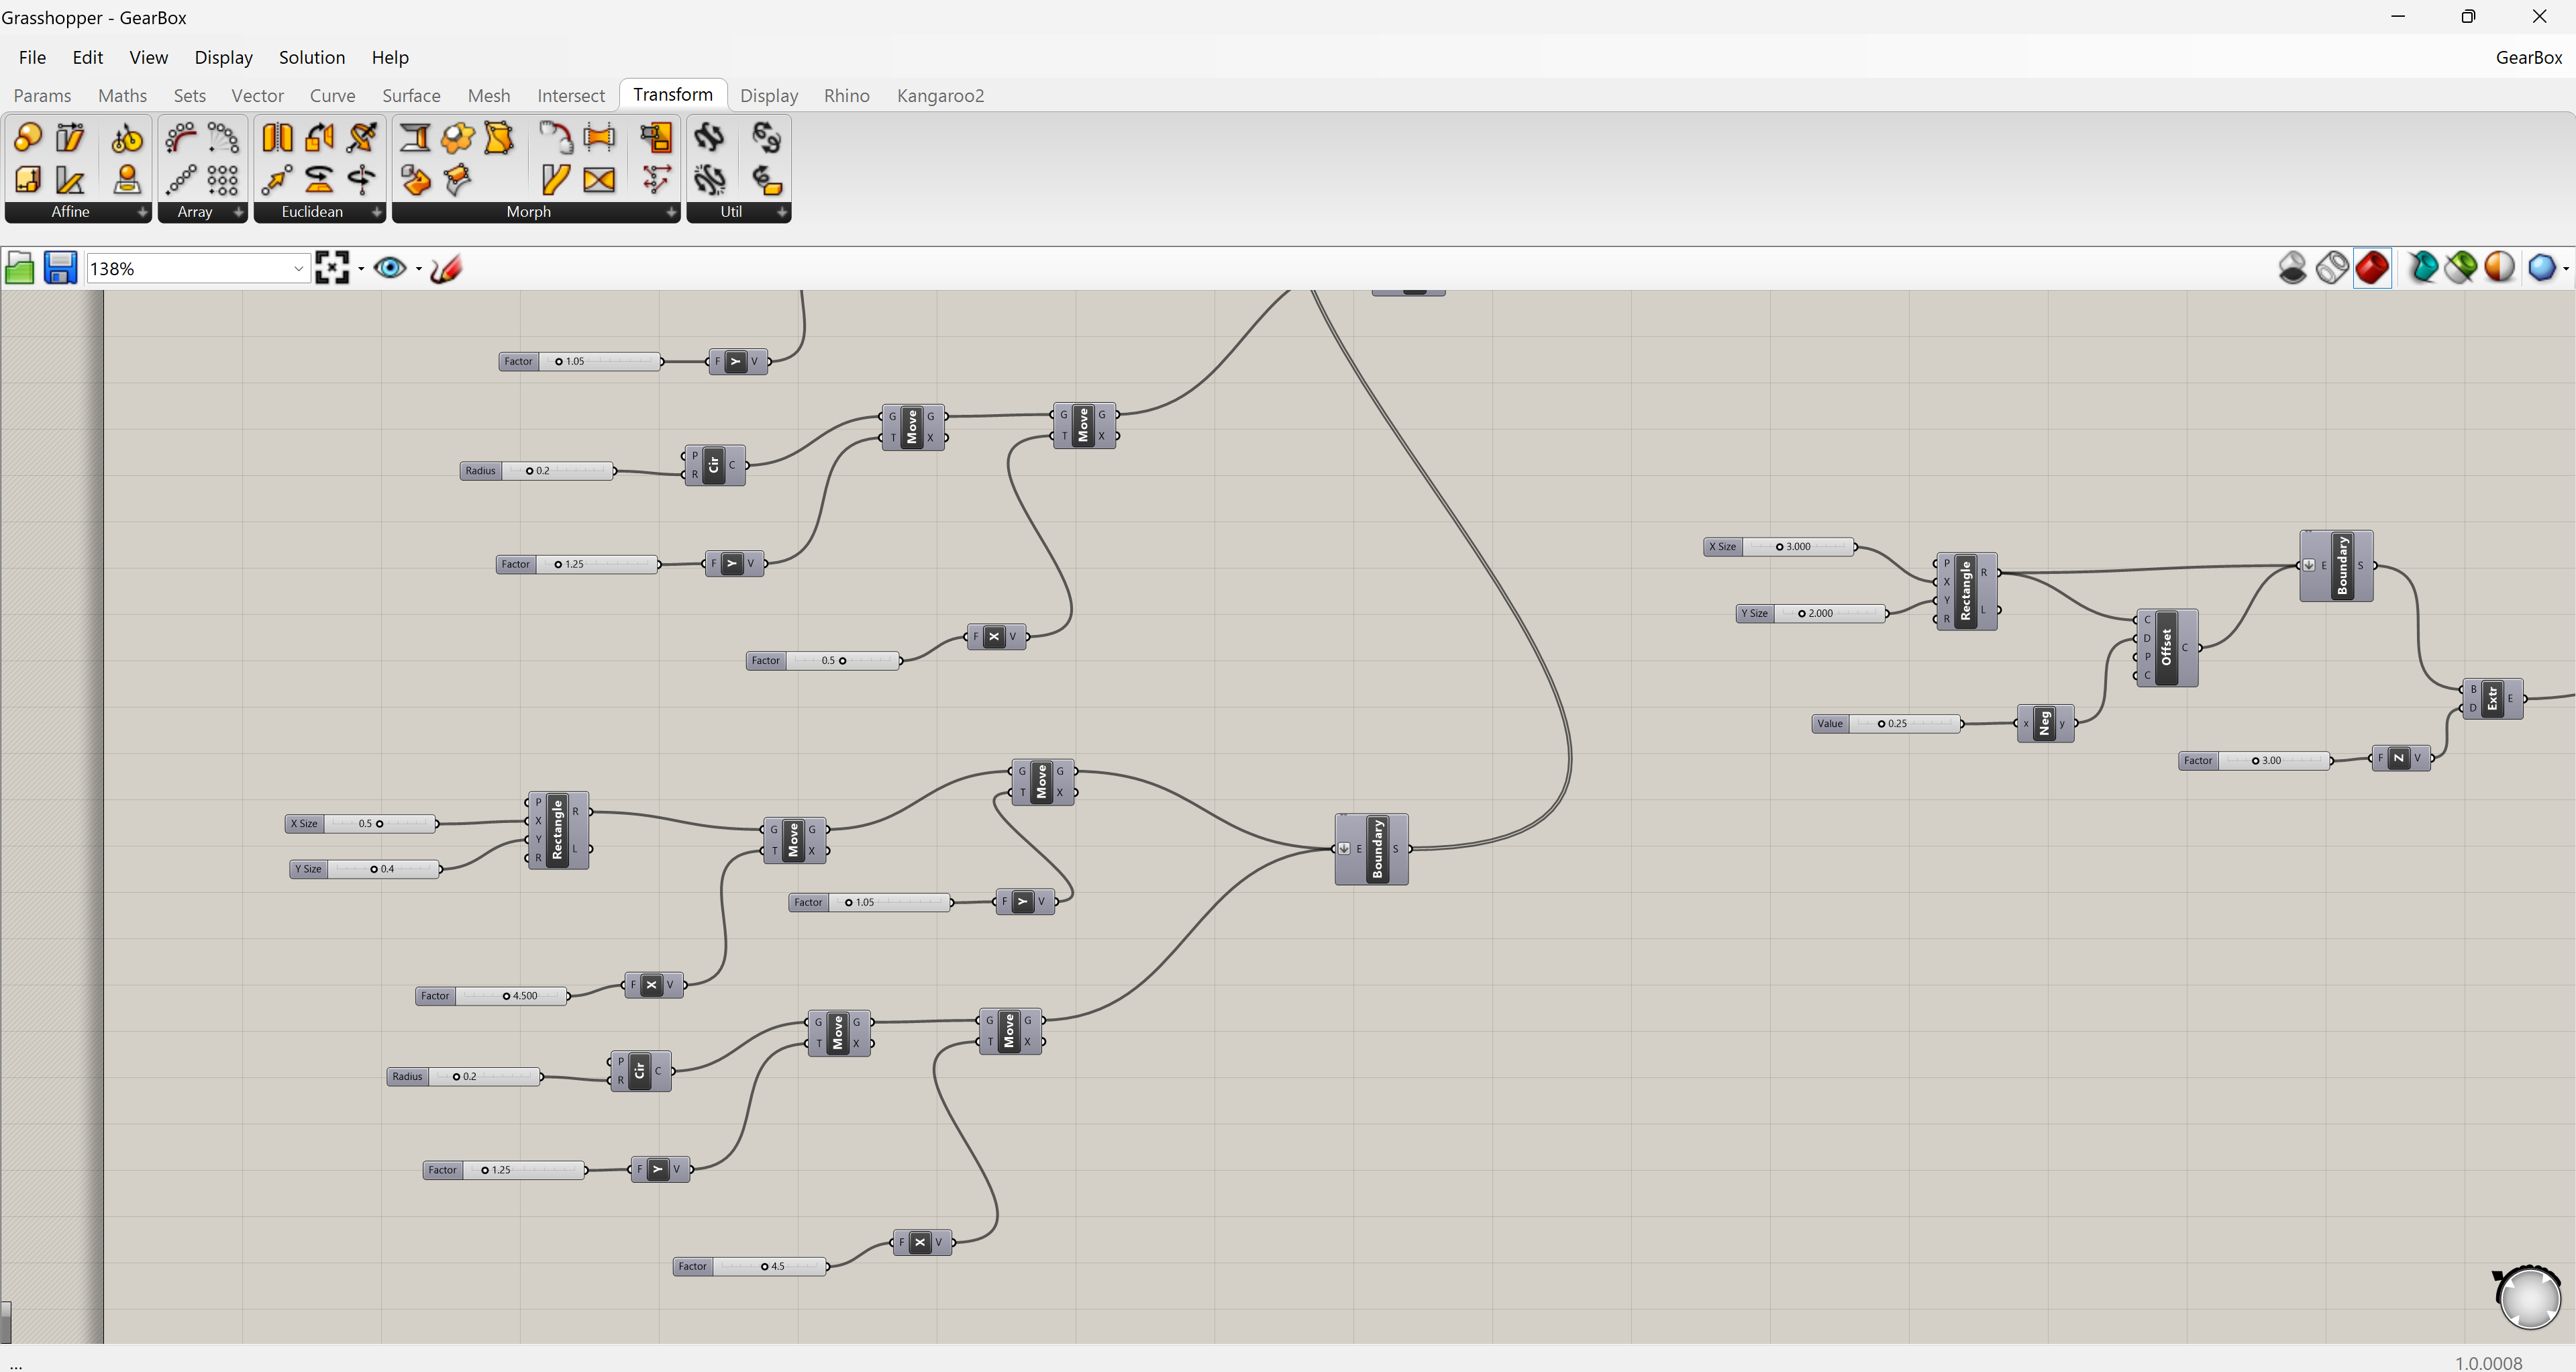 Grasshopper - GearBox
File Edit View Display Solution Help GearBox
Params Maths Sets Vector Curve Surface Mesh Intersect Transform Display Rhino Kangaroo2
Affine Array Euclidean Morph Util
138%
Factor 1.05 F Y V
G T Move G X
G T Move G X
Radius 0.2 P R Cir C
Factor 1.25 F Y V
Factor 0.5 F X V
X Size 3.000
Y Size 2.000
P X Y R Rectangle R L
E Boundary S
C D P C Offset C
Value 0.25 x Neg y
B D Extr E
Factor 3.00 F Z V
X Size 0.5
Y Size 0.4
P X Y R Rectangle R L
G T Move G X
G T Move G X
Factor 1.05 F Y V
E Boundary S
Factor 4.500 F X V
Radius 0.2 P R Cir C
G T Move G X
G T Move G X
Factor 1.25 F Y V
Factor 4.5 F X V
...
1.0.0008